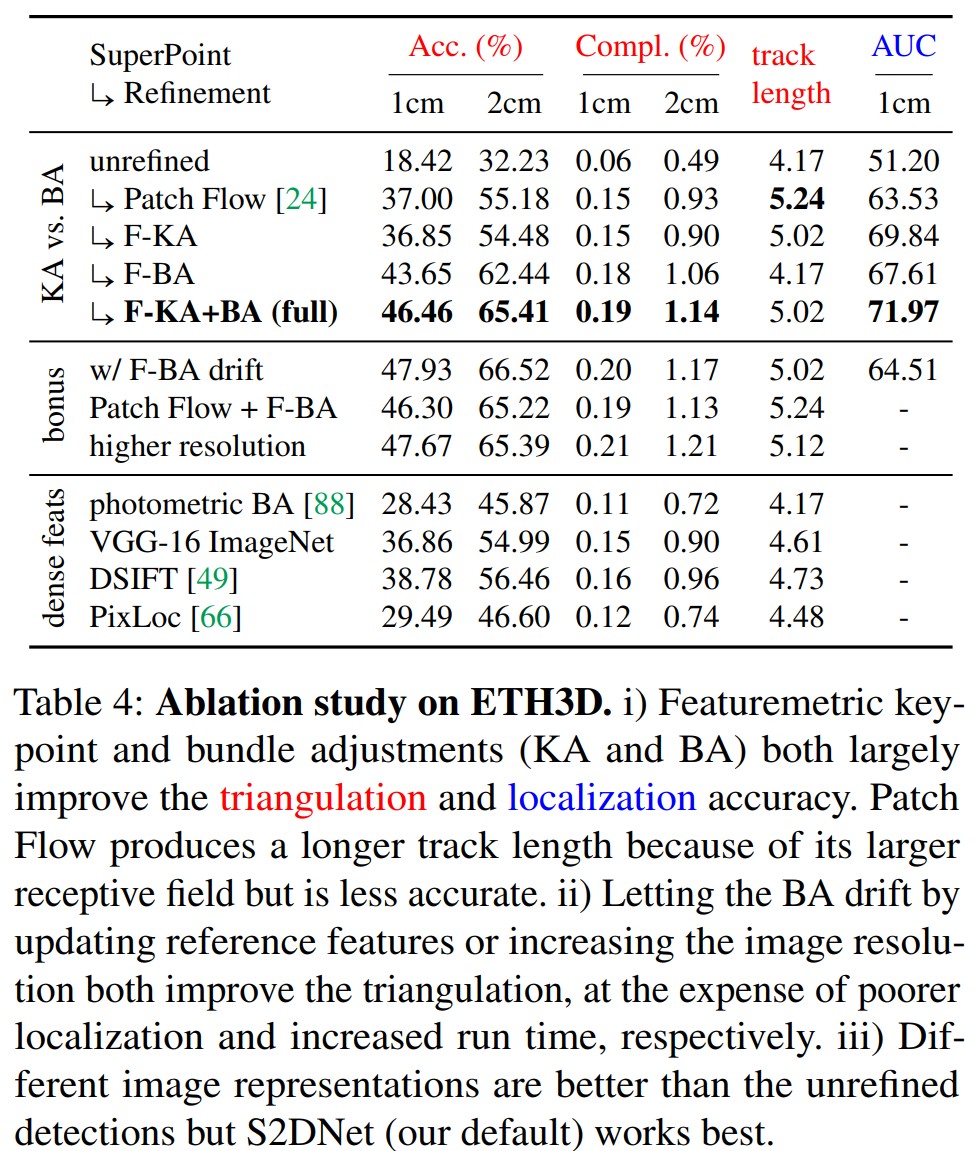 SuperPoint Acc. (%) Compl. (%) track AUC
↳ Refinement 1cm 2cm 1cm 2cm length 1cm
KA vs. BA
unrefined 18.42 32.23 0.06 0.49 4.17 51.20
↳ Patch Flow [24] 37.00 55.18 0.15 0.93 5.24 63.53
↳ F-KA 36.85 54.48 0.15 0.90 5.02 69.84
↳ F-BA 43.65 62.44 0.18 1.06 4.17 67.61
↳ F-KA+BA (full) 46.46 65.41 0.19 1.14 5.02 71.97
bonus
w/ F-BA drift 47.93 66.52 0.20 1.17 5.02 64.51
Patch Flow + F-BA 46.30 65.22 0.19 1.13 5.24 -
higher resolution 47.67 65.39 0.21 1.21 5.12 -
dense feats
photometric BA [88] 28.43 45.87 0.11 0.72 4.17 -
VGG-16 ImageNet 36.86 54.99 0.15 0.90 4.61 -
DSIFT [49] 38.78 56.46 0.16 0.96 4.73 -
PixLoc [66] 29.49 46.60 0.12 0.74 4.48 -
Table 4: Ablation study on ETH3D. i) Featuremetric key-
point and bundle adjustments (KA and BA) both largely
improve the triangulation and localization accuracy. Patch
Flow produces a longer track length because of its larger
receptive field but is less accurate. ii) Letting the BA drift by
updating reference features or increasing the image resolu-
tion both improve the triangulation, at the expense of poorer
localization and increased run time, respectively. iii) Dif-
ferent image representations are better than the unrefined
detections but S2DNet (our default) works best.